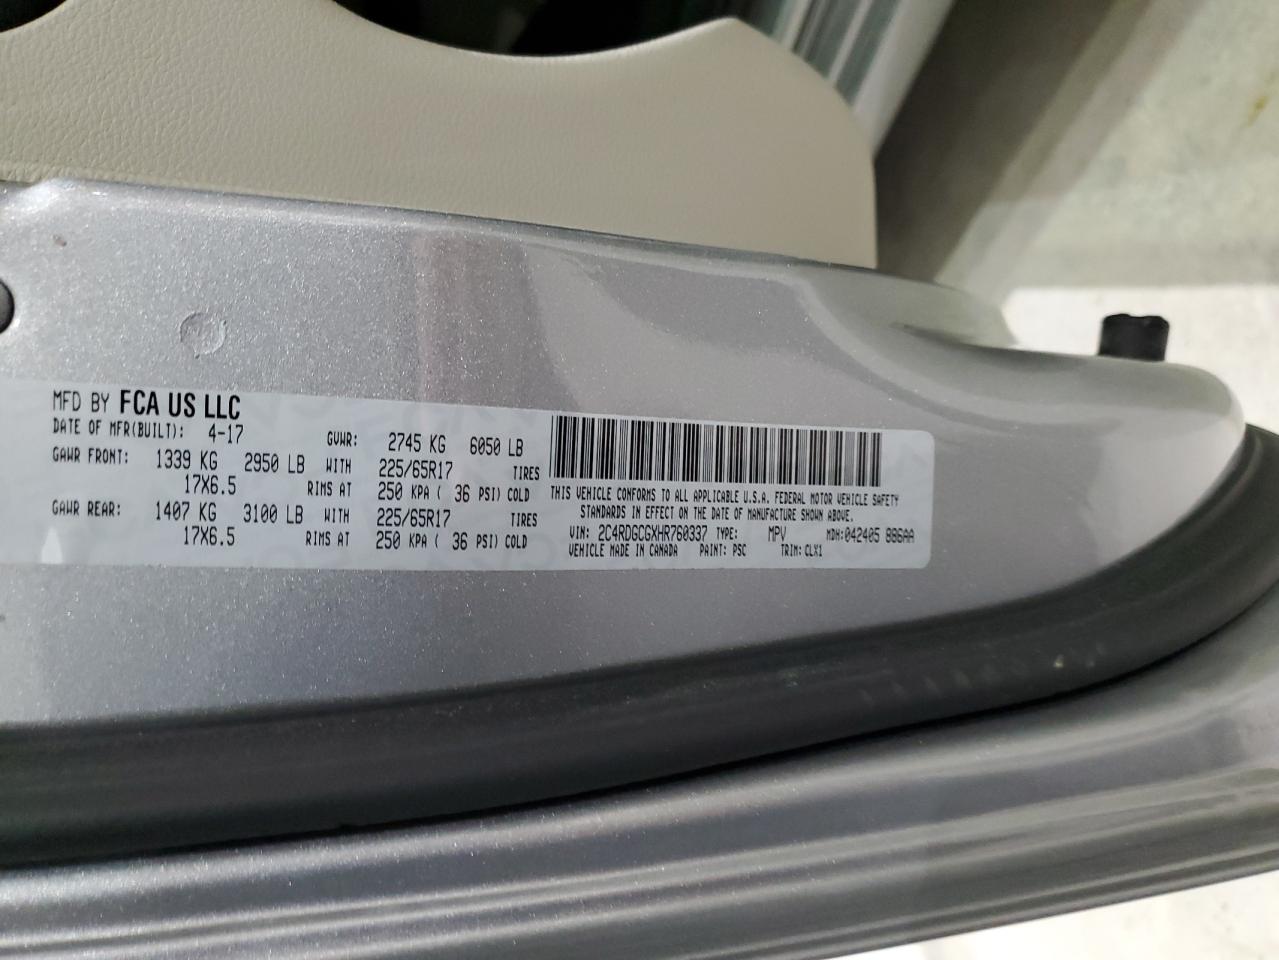 MFD BY FCA US LLC
DATE OF MFR(BUILT): 4-17 GVWR: 2745 KG 6050 LB
GAWR FRONT: 1339 KG 2950 LB WITH 225/65R17 TIRES
17X6.5 RIMS AT 250 KPA ( 36 PSI) COLD
GAWR REAR: 1407 KG 3100 LB WITH 225/65R17 TIRES
17X6.5 RIMS AT 250 KPA ( 36 PSI) COLD
THIS VEHICLE CONFORMS TO ALL APPLICABLE U.S.A. FEDERAL MOTOR VEHICLE SAFETY
STANDARDS IN EFFECT ON THE DATE OF MANUFACTURE SHOWN ABOVE.
VIN: 2C4RDGCGXHR760337 TYPE: MPV MDH:042405 886AA
VEHICLE MADE IN CANADA PAINT: PSC TRIM: CLX1